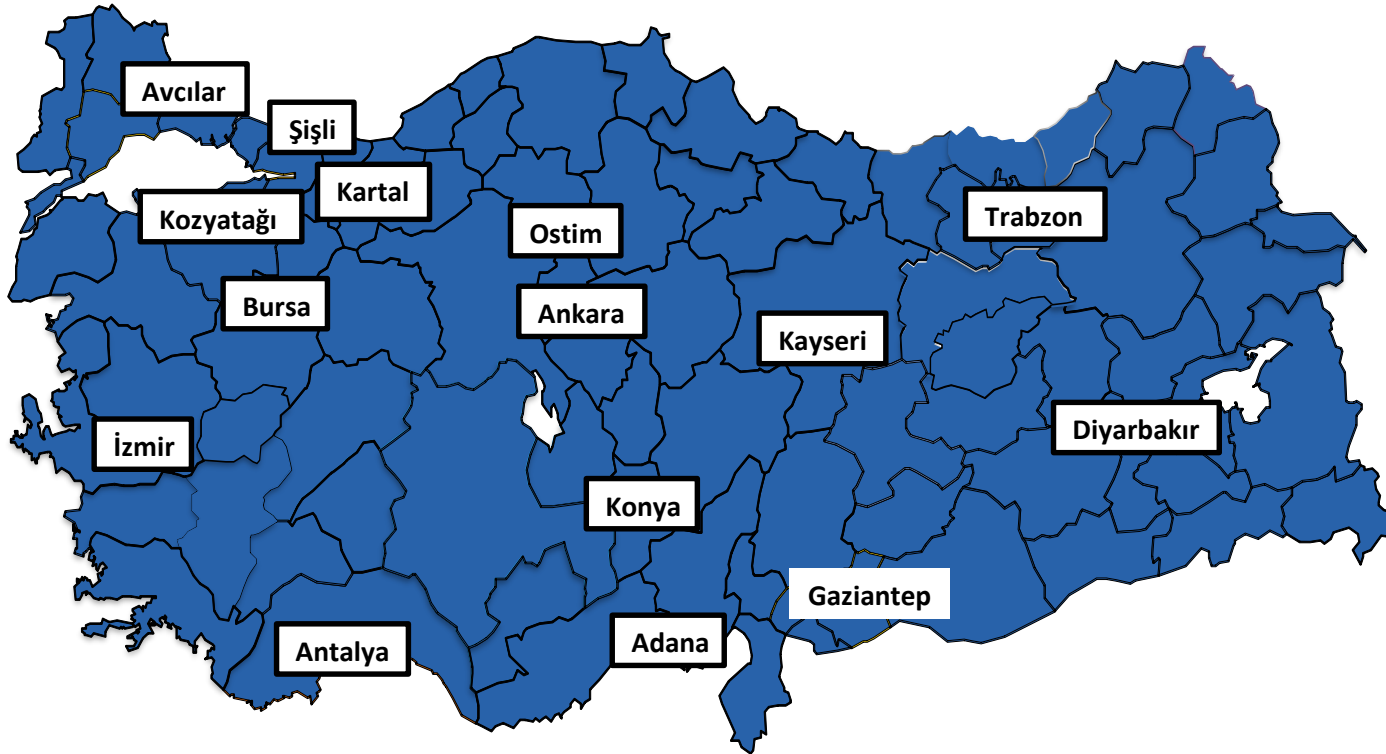 Avcılar
Şişli
Kartal
Kozyatağı
Trabzon
Ostim
Bursa
Ankara
Kayseri
Diyarbakır
İzmir
Konya
Gaziantep
Adana
Antalya